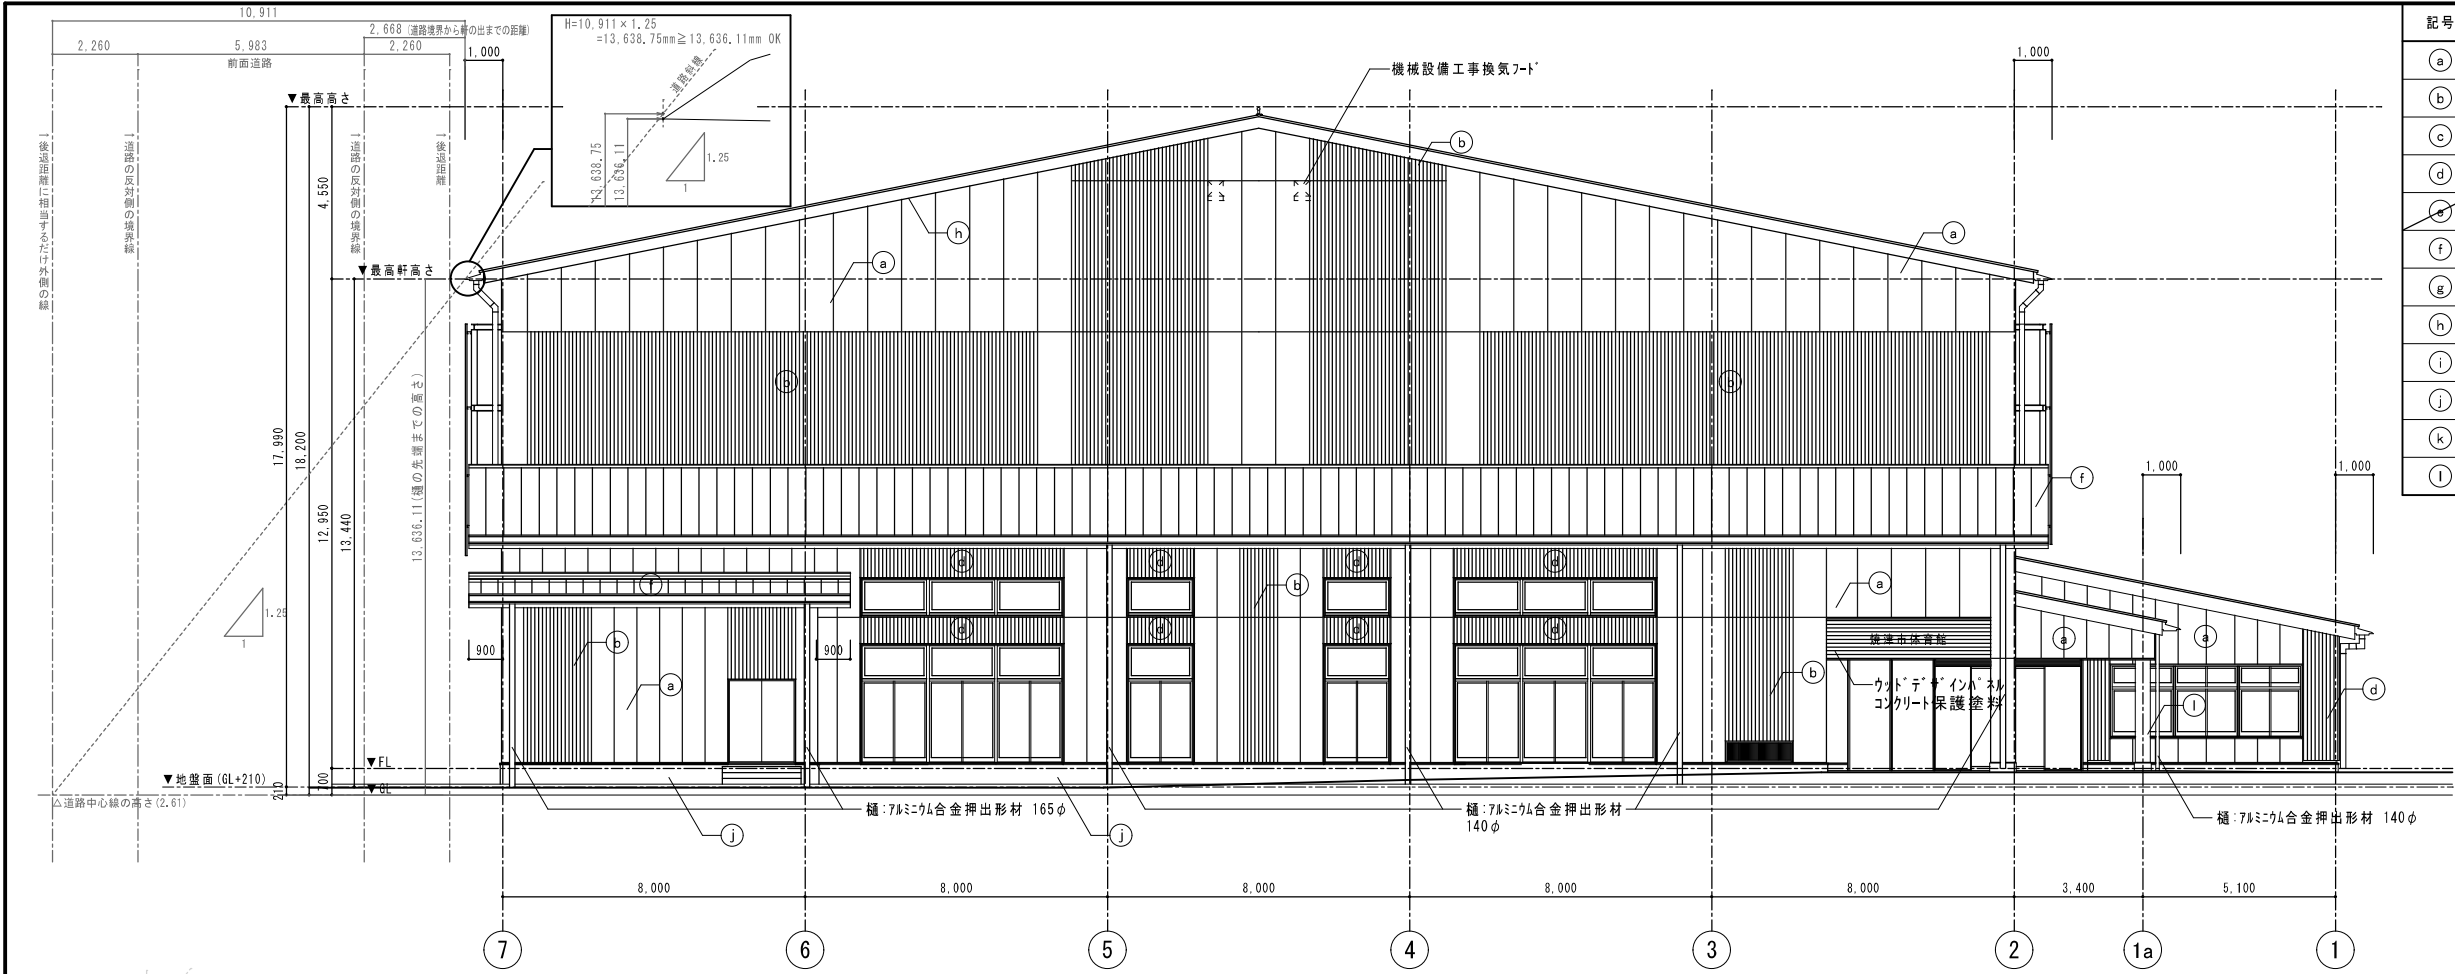 10,911
2,668 (道路境界から軒の出までの距離)
2,260
5,983
2,260
前面道路
1,000
H=10,911×1.25
=13,638.75mm≧13,636.11mm OK
道路斜線
13,638.75
13,636.11
1.25
1
機械設備工事換気フード
1,000
記号
a
b
c
d
e
f
g
h
i
j
k
l
▼最高高さ
→後退距離に相当するだけ外側の線
→道路の反対側の境界線
→道路の反対側の境界線
→後退距離
4,550
▼最高軒高さ
b
h
a
a
b
b
17,990
18,200
12,950
13,440
13,636.11(樋の先端までの高さ)
1,000
1,000
f
d
d
d
d
f
b
a
d
d
d
d
焼津市体育館
a
a
1.25
1
900
900
b
a
b
ウッドデザインパネル
コンクリート保護塗料
l
d
▼FL
▼地盤面(GL+210)
▼GL
210
△道路中心線の高さ(2.61)
樋:アルミニウム合金押出形材 165φ
樋:アルミニウム合金押出形材
140φ
樋:アルミニウム合金押出形材 140φ
j
j
8,000
8,000
8,000
8,000
8,000
3,400
5,100
7
6
5
4
3
2
1a
1